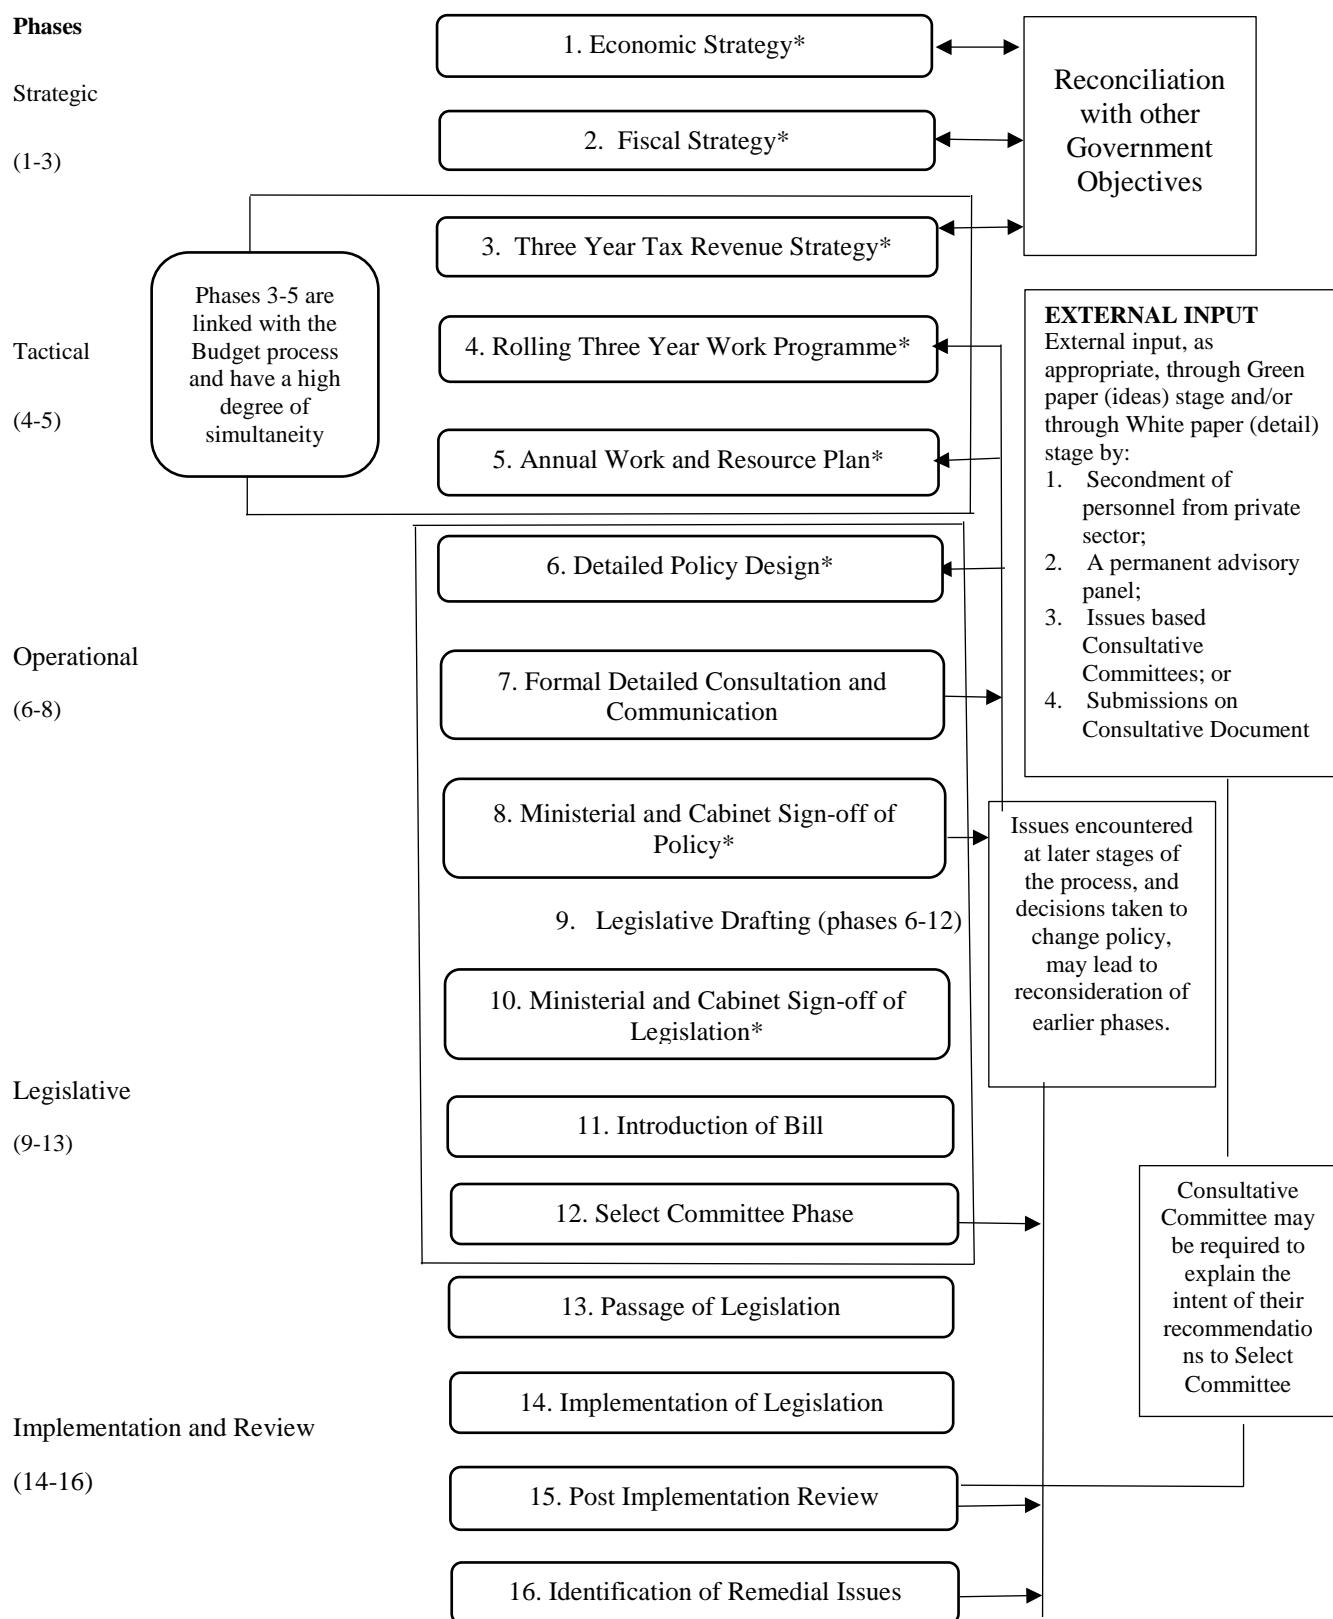 Phases
Strategic
(1-3)
Tactical
(4-5)
Operational
(6-8)
Legislative
(9-13)
Implementation and Review
(14-16)
1. Economic Strategy*
2. Fiscal Strategy*
3. Three Year Tax Revenue Strategy*
4. Rolling Three Year Work Programme*
5. Annual Work and Resource Plan*
6. Detailed Policy Design*
7. Formal Detailed Consultation and
Communication
8. Ministerial and Cabinet Sign-off of
Policy*
9. Legislative Drafting (phases 6-12)
10. Ministerial and Cabinet Sign-off of
Legislation*
11. Introduction of Bill
12. Select Committee Phase
13. Passage of Legislation
14. Implementation of Legislation
15. Post Implementation Review
16. Identification of Remedial Issues
Phases 3-5 are
linked with the
Budget process
and have a high
degree of
simultaneity
Reconciliation
with other
Government
Objectives
EXTERNAL INPUT
External input, as
appropriate, through Green
paper (ideas) stage and/or
through White paper (detail)
stage by:
1. Secondment of
personnel from private
sector;
2. A permanent advisory
panel;
3. Issues based
Consultative
Committees; or
4. Submissions on
Consultative Document
Issues encountered
at later stages of
the process, and
decisions taken to
change policy,
may lead to
reconsideration of
earlier phases.
Consultative
Committee may
be required to
explain the
intent of their
recommendatio
ns to Select
Committee